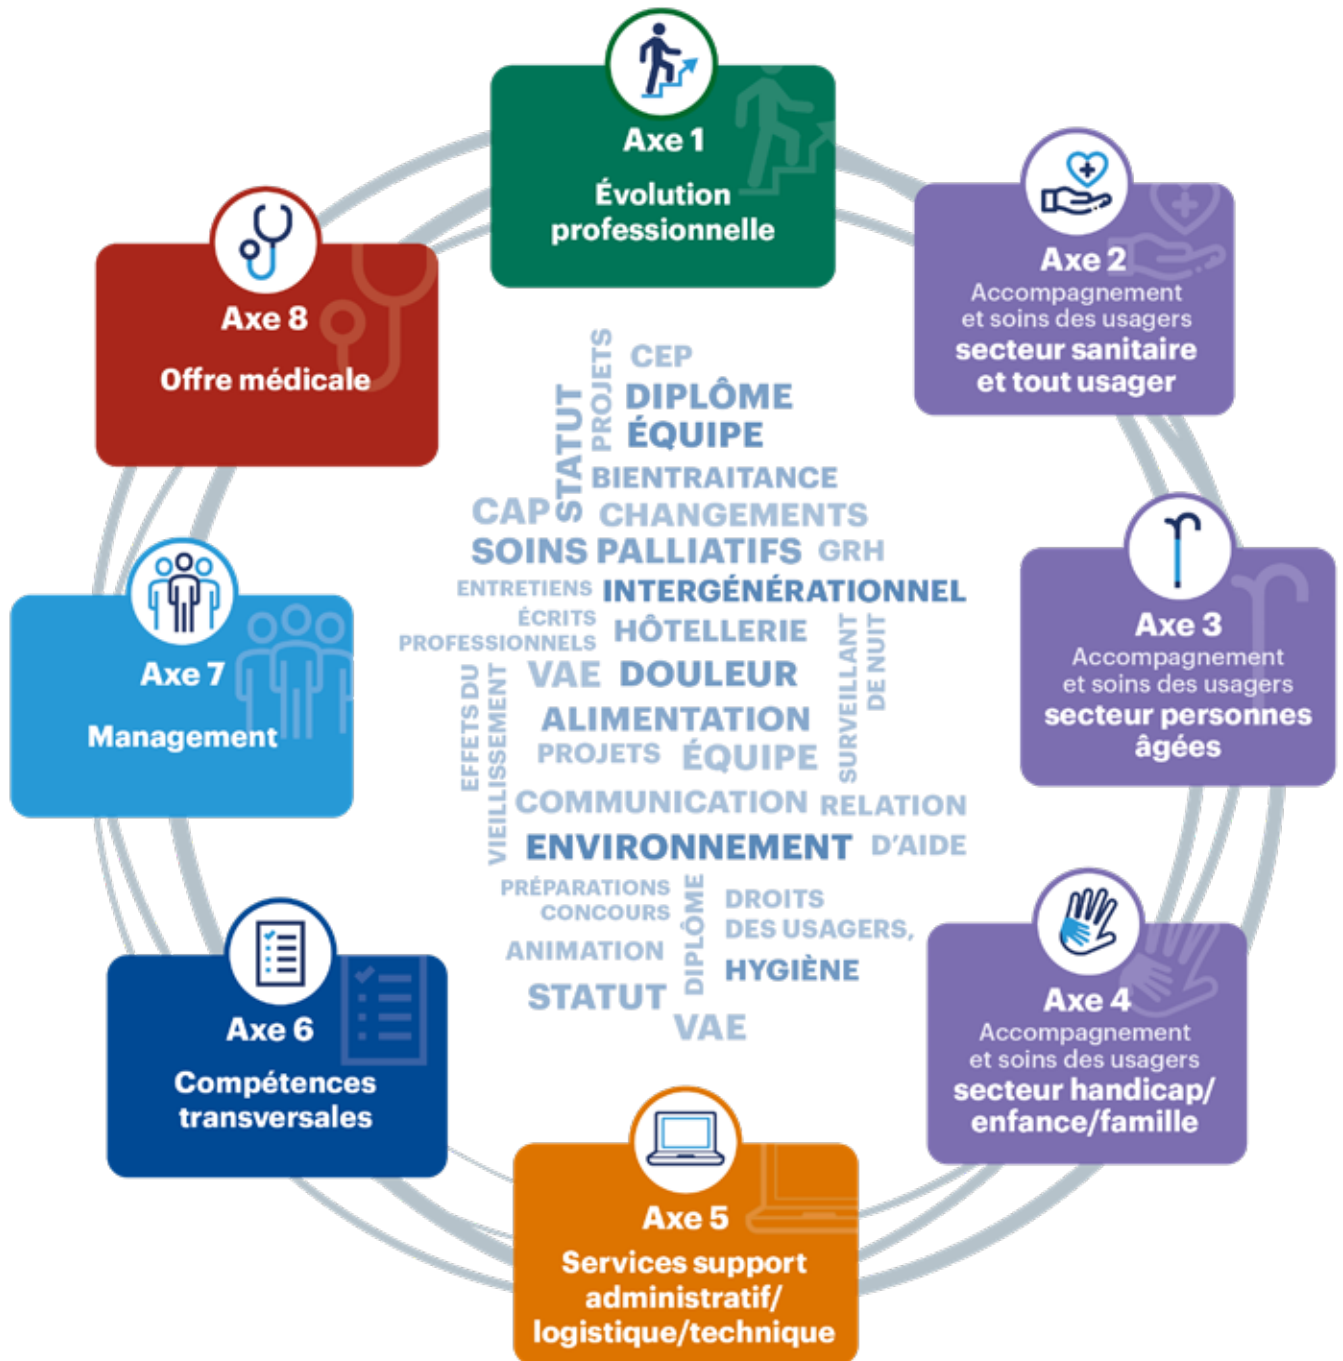 Axe 1
Évolution
professionnelle
Axe 2
Accompagnement
et soins des usagers
secteur sanitaire
et tout usager
Axe 3
Accompagnement
et soins des usagers
secteur personnes
âgées
Axe 4
Accompagnement
et soins des usagers
secteur handicap/
enfance/famille
Axe 5
Services support
administratif/
logistique/technique
Axe 6
Compétences
transversales
Axe 7
Management
Axe 8
Offre médicale
STATUT
PROJETS
CEP
DIPLÔME
ÉQUIPE
BIENTRAITANCE
CAP
CHANGEMENTS
SOINS PALLIATIFS
GRH
ENTRETIENS
INTERGÉNÉRATIONNEL
ÉCRITS
PROFESSIONNELS
HÔTELLERIE
SURVEILLANT
DE NUIT
EFFETS DU
VIEILLISSEMENT
VAE
DOULEUR
ALIMENTATION
PROJETS
ÉQUIPE
COMMUNICATION
RELATION
D'AIDE
ENVIRONNEMENT
PRÉPARATIONS
CONCOURS
DIPLÔME
DROITS
DES USAGERS,
ANIMATION
HYGIÈNE
STATUT
VAE